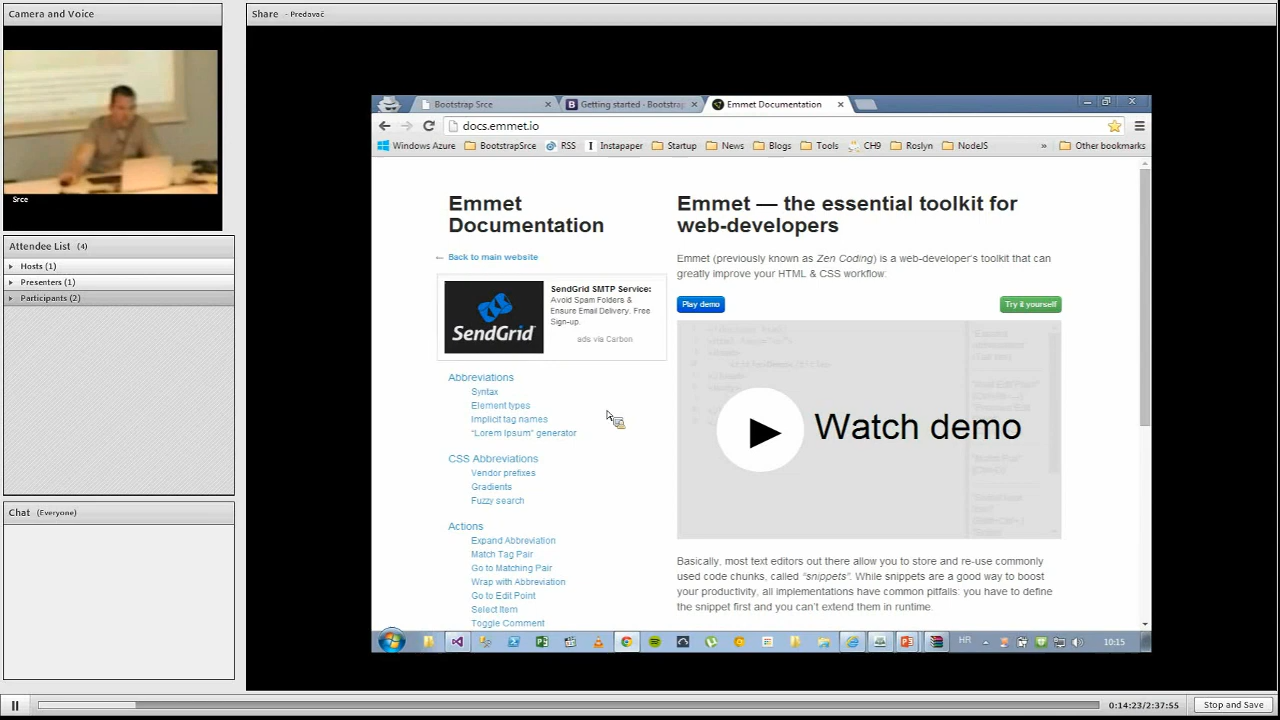 Camera and Voice
Srce
Attendee List (4)
Hosts (1)
Presenters (1)
Participants (2)
Chat (Everyone)
Share - Predavač
Bootstrap Srce
Getting started · Bootstrap
Emmet Documentation
docs.emmet.io
Windows Azure
BootstrapSrce
RSS
Instapaper
Startup
News
Blogs
Tools
CH9
Roslyn
NodeJS
»
Other bookmarks
Emmet
Documentation
← Back to main website
SendGrid
SendGrid SMTP Service:
Avoid Spam Folders &
Ensure Email Delivery. Free
Sign-up.
ads via Carbon
Abbreviations
Syntax
Element types
Implicit tag names
“Lorem Ipsum” generator
CSS Abbreviations
Vendor prefixes
Gradients
Fuzzy search
Actions
Expand Abbreviation
Match Tag Pair
Go to Matching Pair
Wrap with Abbreviation
Go to Edit Point
Select Item
Toggle Comment
Emmet — the essential toolkit for
web-developers
Emmet (previously known as Zen Coding) is a web-developer’s toolkit that can
greatly improve your HTML & CSS workflow:
Play demo
Try it yourself
Watch demo
Basically, most text editors out there allow you to store and re-use commonly
used code chunks, called “snippets”. While snippets are a good way to boost
your productivity, all implementations have common pitfalls: you have to define
the snippet first and you can’t extend them in runtime.
HR
10:15
0:14:23/2:37:55
Stop and Save